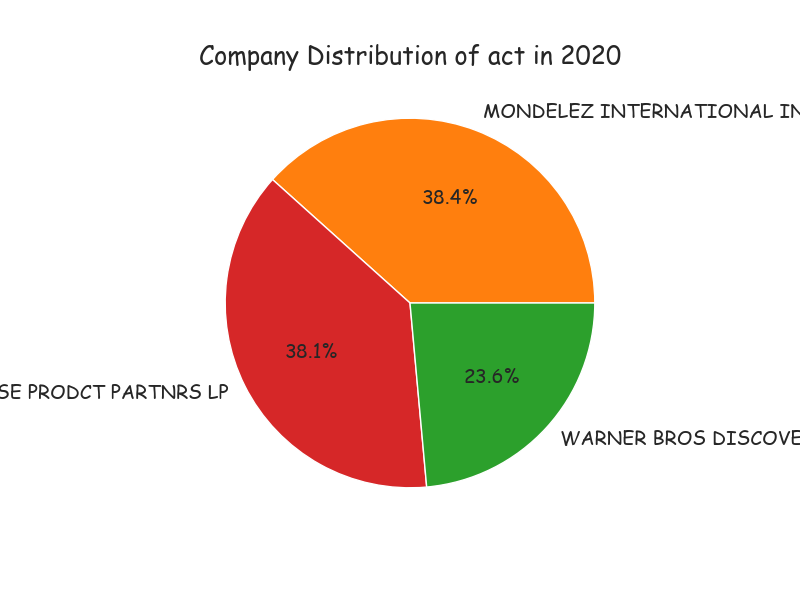 Company Distribution of act in 2020
MONDELEZ INTERNATIONAL IN
38.4%
38.1%
23.6%
SE PRODCT PARTNRS LP
WARNER BROS DISCOVE